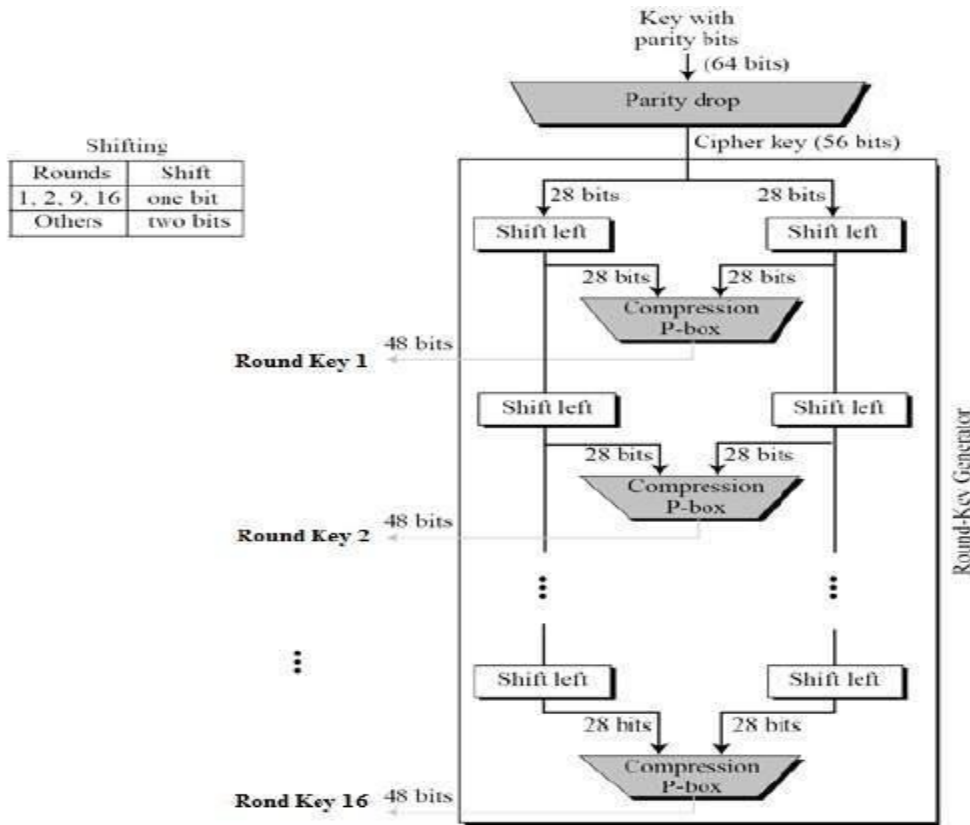 Key with
parity bits
(64 bits)
Parity drop
Shifting
Rounds Shift
1, 2, 9, 16 one bit
Others two bits
Cipher key (56 bits)
28 bits 28 bits
Shift left Shift left
28 bits 28 bits
Compression
P-box
48 bits
Round Key 1
Shift left Shift left
28 bits 28 bits
Compression
P-box
48 bits
Round Key 2
Round-Key Generator
Shift left Shift left
28 bits 28 bits
Compression
P-box
48 bits
Rond Key 16